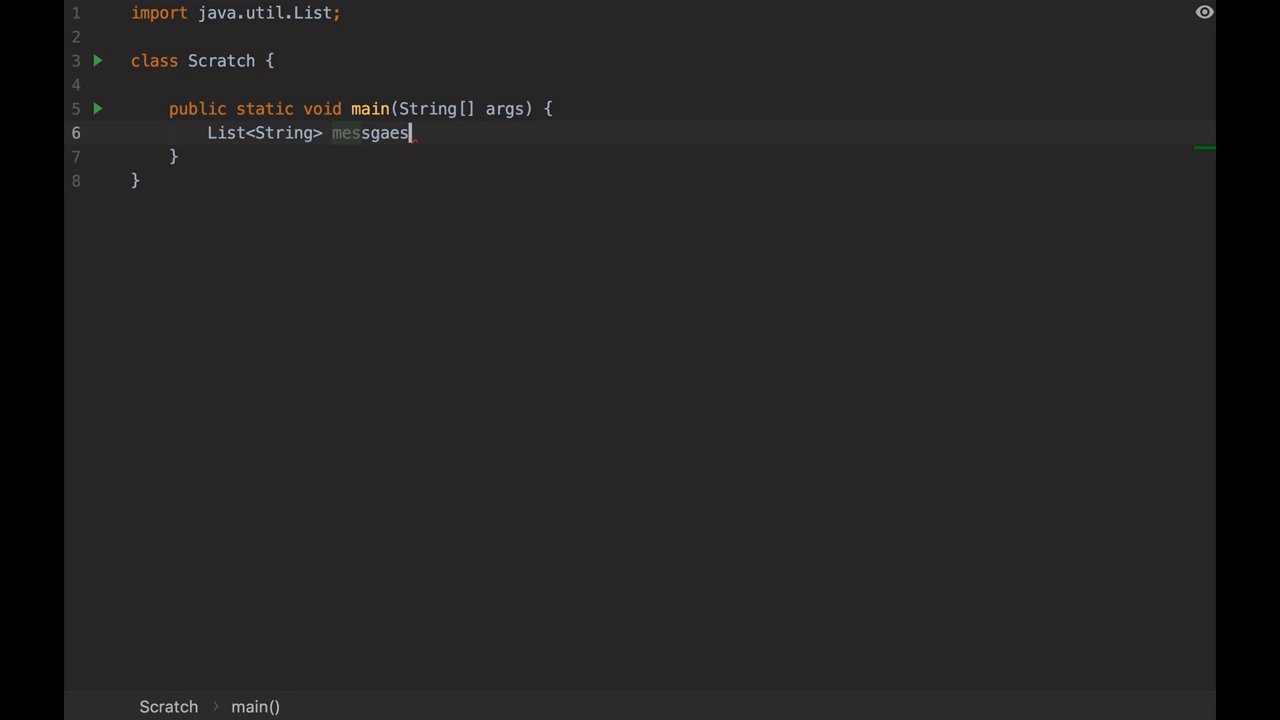 1 import java.util.List;
2
3 class Scratch {
4
5 public static void main(String[] args) {
6 List<String> messgaes
7 }
8 }
Scratch > main()